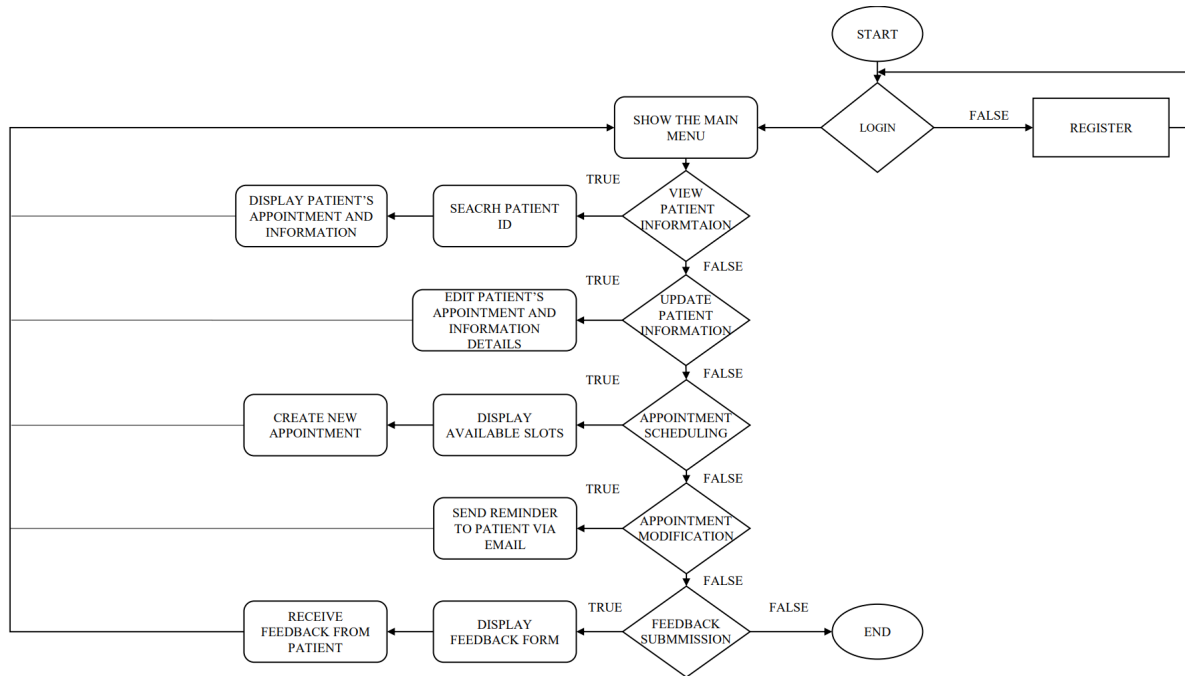 START
LOGIN
FALSE
REGISTER
SHOW THE MAIN
MENU
TRUE
VIEW
PATIENT
INFORMTAION
SEACRH PATIENT
ID
DISPLAY PATIENT’S
APPOINTMENT AND
INFORMATION
FALSE
TRUE
UPDATE
PATIENT
INFORMATION
EDIT PATIENT’S
APPOINTMENT AND
INFORMATION
DETAILS
FALSE
TRUE
APPOINTMENT
SCHEDULING
DISPLAY
AVAILABLE SLOTS
CREATE NEW
APPOINTMENT
FALSE
TRUE
APPOINTMENT
MODIFICATION
SEND REMINDER
TO PATIENT VIA
EMAIL
FALSE
TRUE
FEEDBACK
SUBMMISSION
DISPLAY
FEEDBACK FORM
RECEIVE
FEEDBACK FROM
PATIENT
FALSE
END